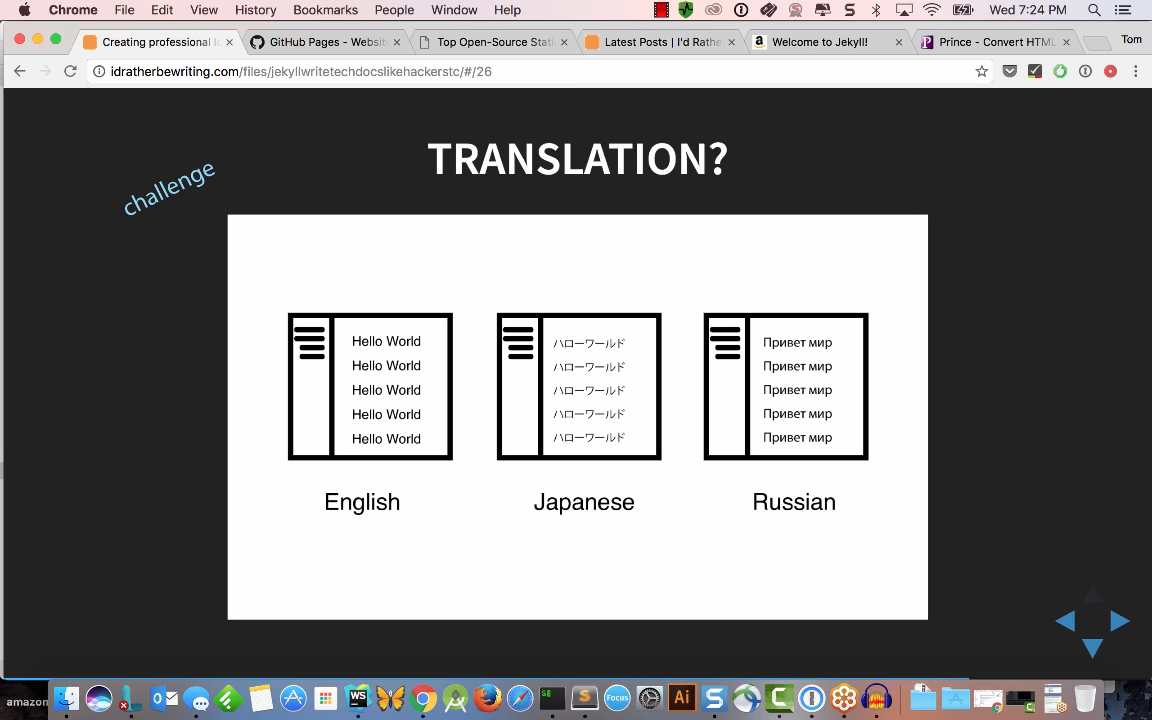 Chrome File Edit View History Bookmarks People Window Help Wed 7:24 PM
Creating professional GitHub Pages - Websit Top Open-Source Stati Latest Posts | I'd Rathe Welcome to Jekyll! Prince - Convert HTML Tom
idratherbewriting.com/files/jekyllwritetechdocslikehackerstc/#/26
TRANSLATION?
challenge
Hello World
Hello World
Hello World
Hello World
Hello World
ハローワールド
ハローワールド
ハローワールド
ハローワールド
ハローワールド
Привет мир
Привет мир
Привет мир
Привет мир
Привет мир
English Japanese Russian
amazon WS Focus Ai